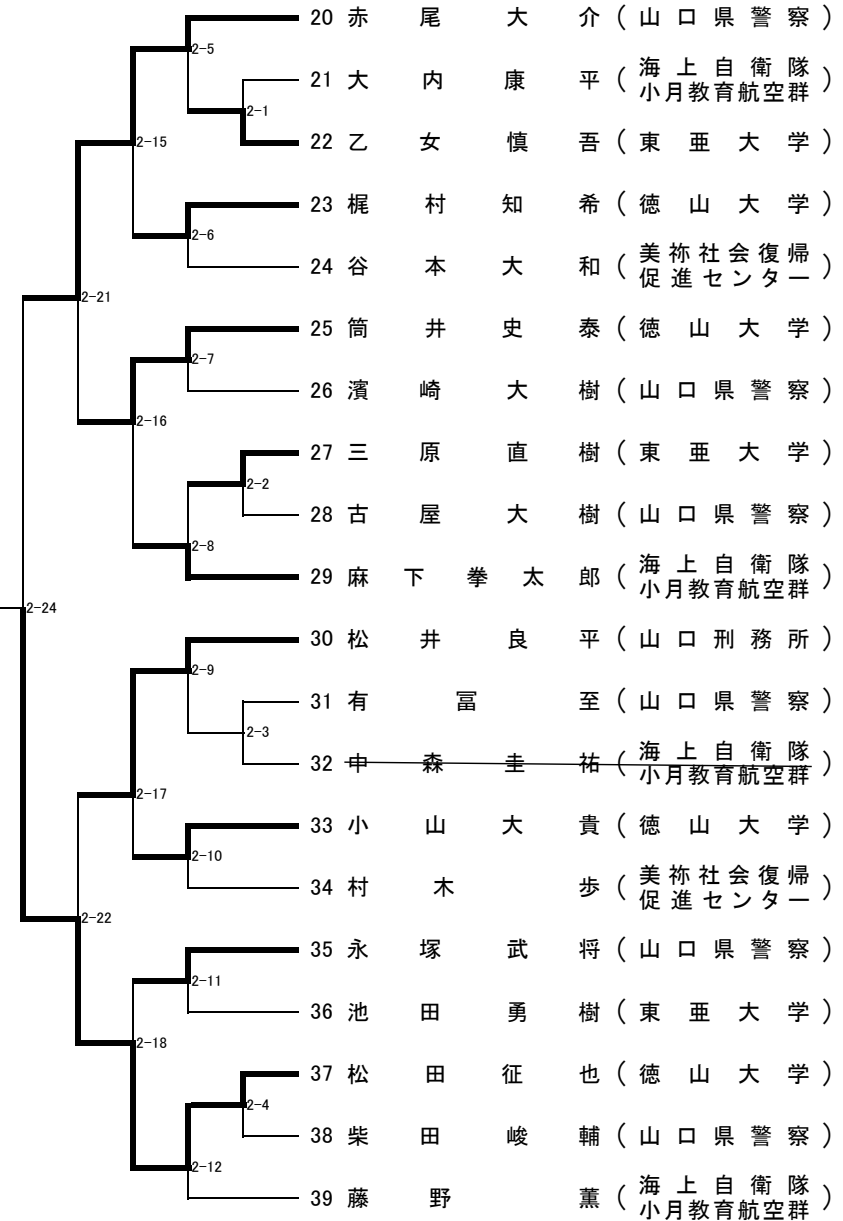 20 赤尾大介 (山口県警察)
2-5
21 大内康平 (海上自衛隊
小月教育航空群)
2-1
22 乙女慎吾 (東亜大学)
2-15
23 梶村知希 (徳山大学)
2-6
24 谷本大和 (美祢社会復帰
促進センター)
2-21
25 筒井史泰 (徳山大学)
2-7
26 濱崎大樹 (山口県警察)
2-16
27 三原直樹 (東亜大学)
2-2
28 古屋大樹 (山口県警察)
2-8
29 麻下拳太郎 (海上自衛隊
小月教育航空群)
2-24
30 松井良平 (山口刑務所)
2-9
31 有冨至 (山口県警察)
2-3
32 中森圭祐 (海上自衛隊
小月教育航空群)
2-17
33 小山大貴 (徳山大学)
2-10
34 村木歩 (美祢社会復帰
促進センター)
2-22
35 永塚武将 (山口県警察)
2-11
36 池田勇樹 (東亜大学)
2-18
37 松田征也 (徳山大学)
2-4
38 柴田峻輔 (山口県警察)
2-12
39 藤野薫 (海上自衛隊
小月教育航空群)